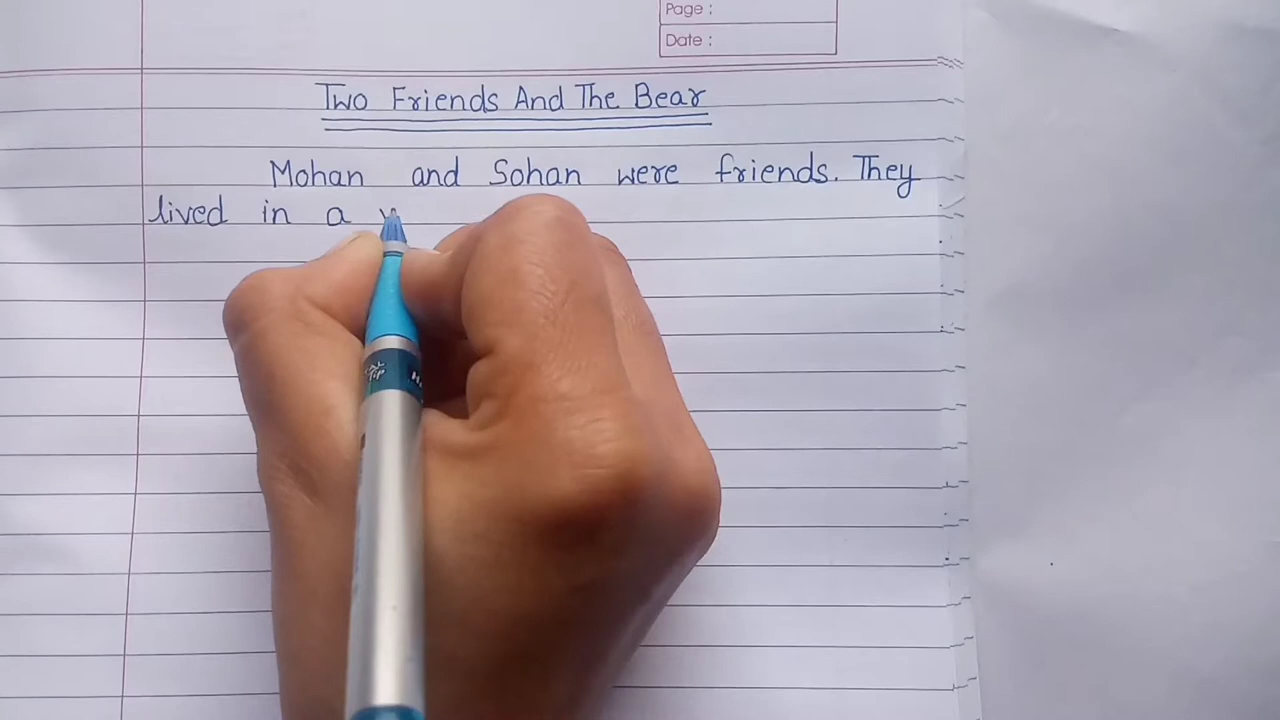 Page :
Date :
Two Friends And The Bear
Mohan and Sohan were friends. They
lived in a